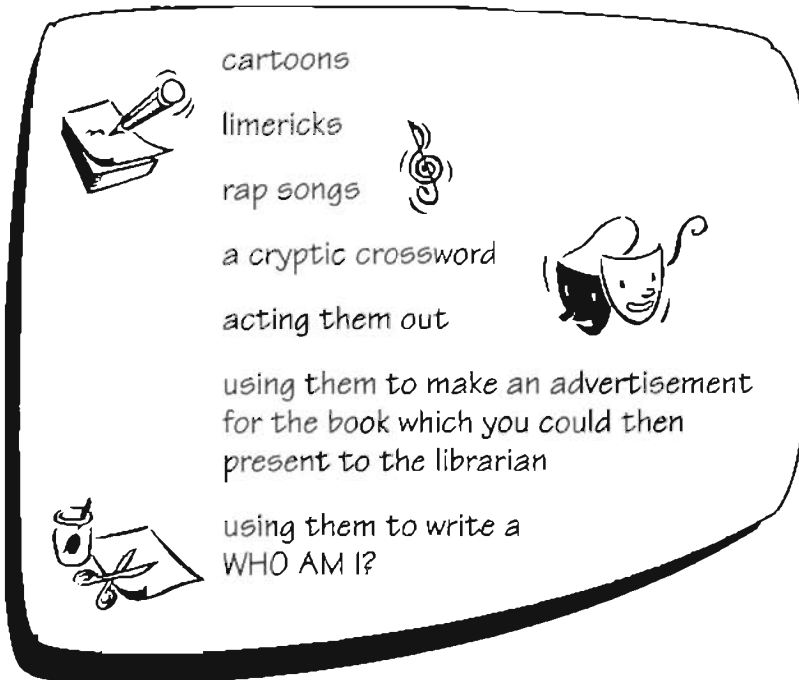 cartoons
limericks
rap songs
a cryptic crossword
acting them out
using them to make an advertisement
for the book which you could then
present to the librarian
using them to write a
WHO AM I?